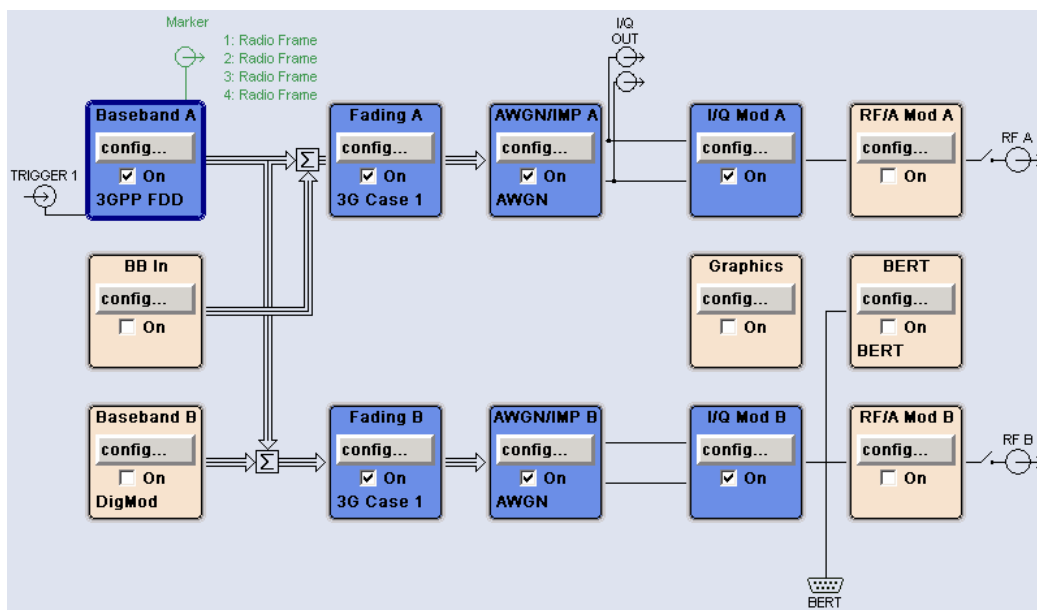 Marker
1: Radio Frame
2: Radio Frame
3: Radio Frame
4: Radio Frame
I/Q
OUT
TRIGGER 1
Baseband A
config...
On
3GPP FDD
Σ
Fading A
config...
On
3G Case 1
AWGN/IMP A
config...
On
AWGN
I/Q Mod A
config...
On
RF/A Mod A
config...
On
RF A
BB In
config...
On
Graphics
config...
On
BERT
config...
On
BERT
Baseband B
config...
On
DigMod
Σ
Fading B
config...
On
3G Case 1
AWGN/IMP B
config...
On
AWGN
I/Q Mod B
config...
On
RF/A Mod B
config...
On
RF B
BERT